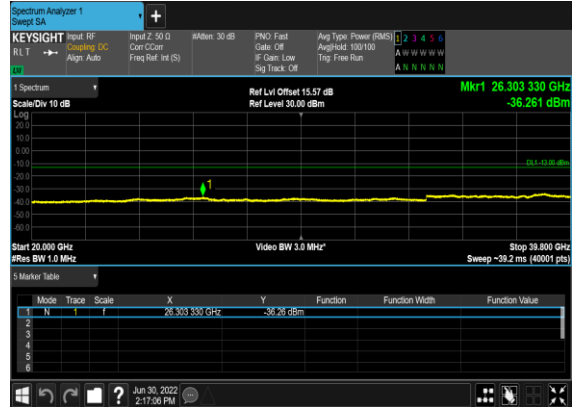 Spectrum Analyzer 1
Swept SA
+
KEYSIGHT
RLT
Input: RF
Coupling: DC
Align: Auto
Input Z: 50 Ω
Corr CCorr
Freq Ref: Int (S)
#Atten: 30 dB
PNO: Fast
Gate: Off
IF Gain: Low
Sig Track: Off
Avg Type: Power (RMS)
Avg|Hold: 100/100
Trig: Free Run
1 2 3 4 5 6
A W W W W W
A N N N N N
1 Spectrum
Scale/Div 10 dB
Ref Lvl Offset 15.57 dB
Ref Level 30.00 dBm
Mkr1 26.303 330 GHz
-36.261 dBm
Log
20.0
10.0
0.00
-10.0
-20.0
-30.0
-40.0
-50.0
-60.0
DL1 -13.00 dBm
1
Start 20.000 GHz
#Res BW 1.0 MHz
Video BW 3.0 MHz*
Stop 39.800 GHz
Sweep ~39.2 ms (40001 pts)
5 Marker Table
Mode Trace Scale X Y Function Function Width Function Value
1 N 1 f 26.303 330 GHz -36.26 dBm
2
3
4
5
6
?
Jun 30, 2022
2:17:06 PM